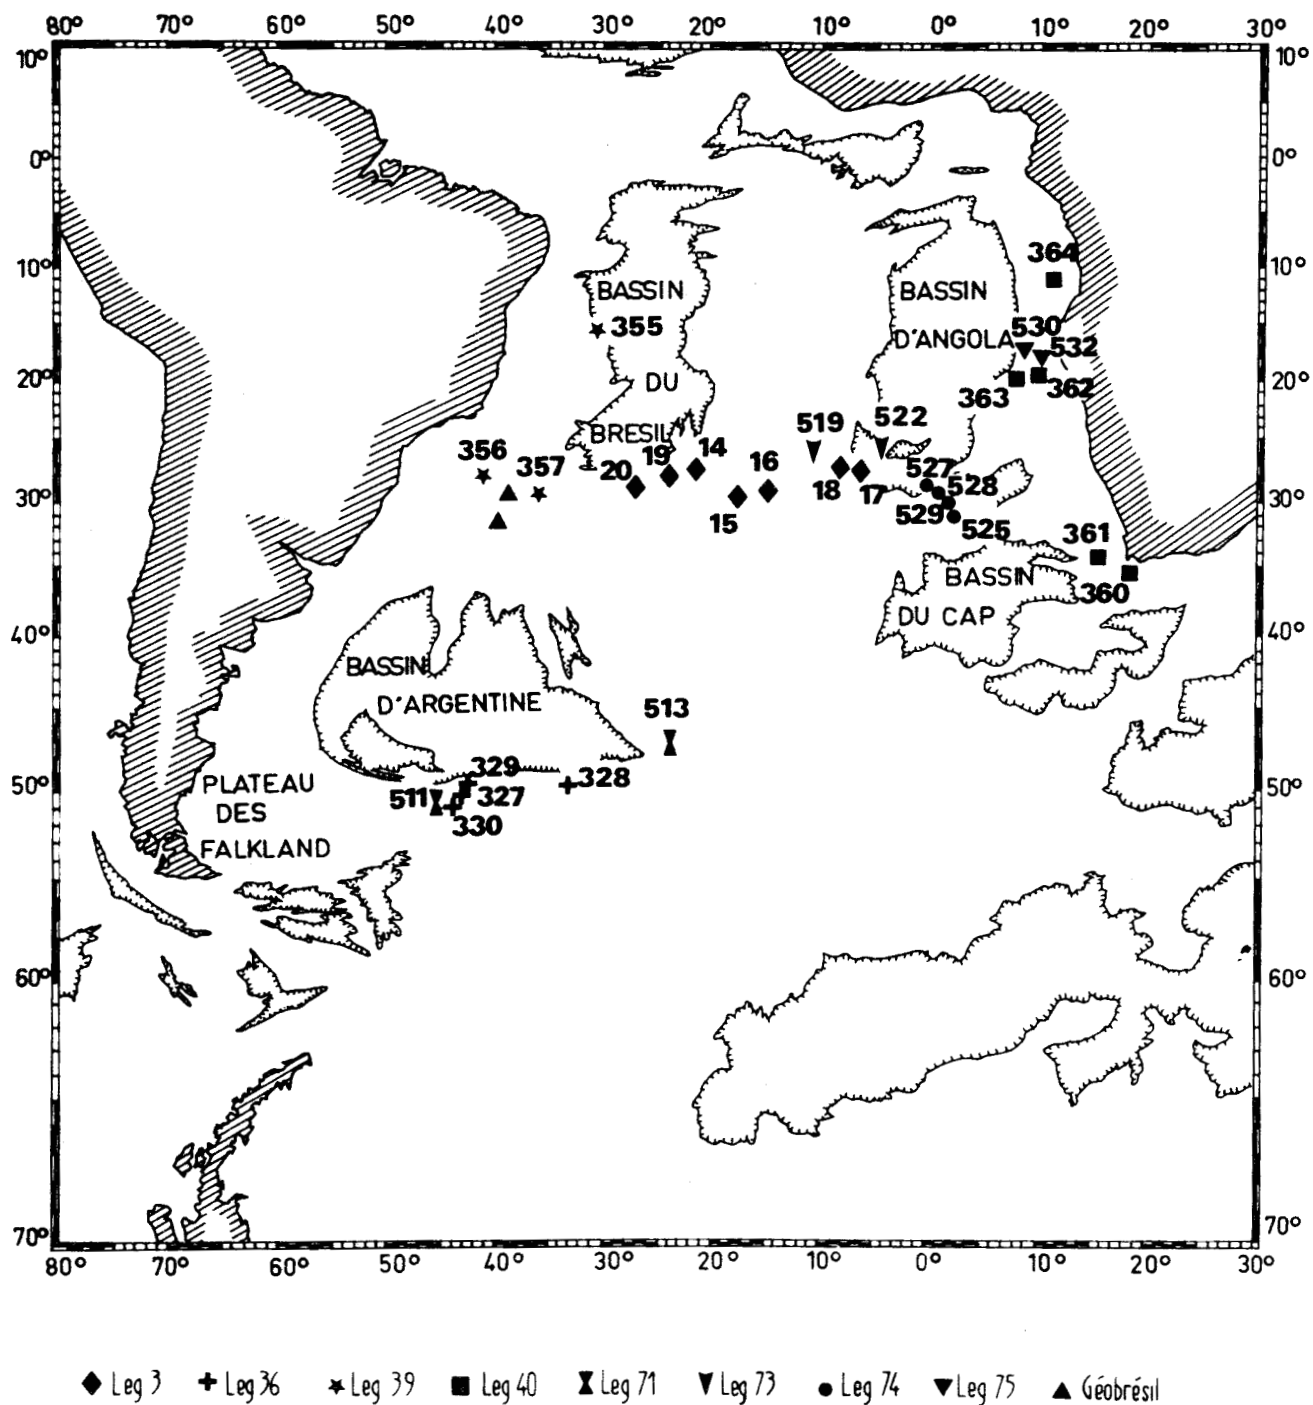 80° 70° 60° 50° 40° 30° 20° 10° 0° 10° 20° 30°
10° 10°
0° 0°
364
10° 10°
BASSIN BASSIN
355 530
D'ANGOLA 532
20° DU 363 362 20°
519 522
BRESIL
356 357 20 19 14 16 18 17 527 528
30° 30°
15 529 525
361
BASSIN
360
DU CAP
40° 40°
BASSIN
D'ARGENTINE
513
329 328
50° PLATEAU 511 327 50°
DES 330
FALKLAND
60° 60°
70° 70°
80° 70° 60° 50° 40° 30° 20° 10° 0° 10° 20° 30°
Leg 3 Leg 36 Leg 39 Leg 40 Leg 71 Leg 73 Leg 74 Leg 75 Géobrésil